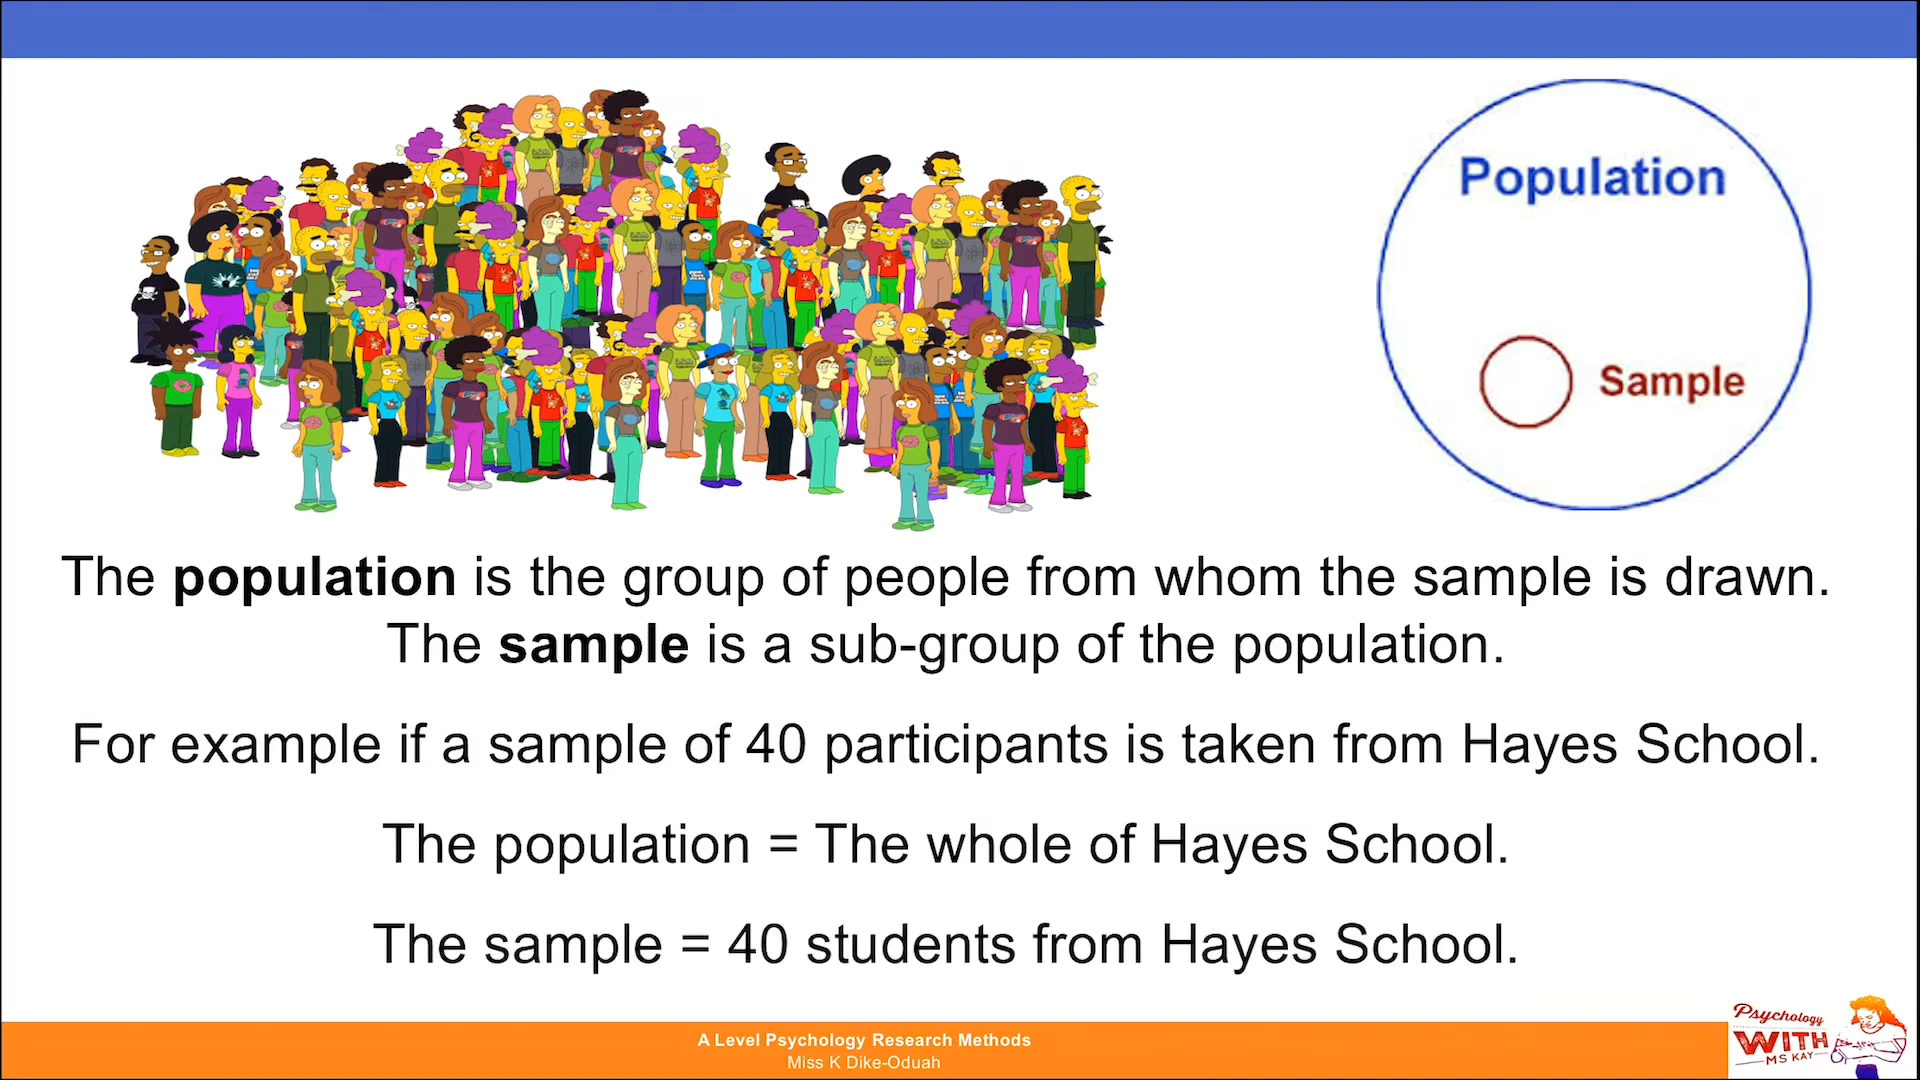 Population
Sample
The population is the group of people from whom the sample is drawn.
The sample is a sub-group of the population.
For example if a sample of 40 participants is taken from Hayes School.
The population = The whole of Hayes School.
The sample = 40 students from Hayes School.
A Level Psychology Research Methods
Miss K Dike-Oduah
Psychology
WITH
MS KAY